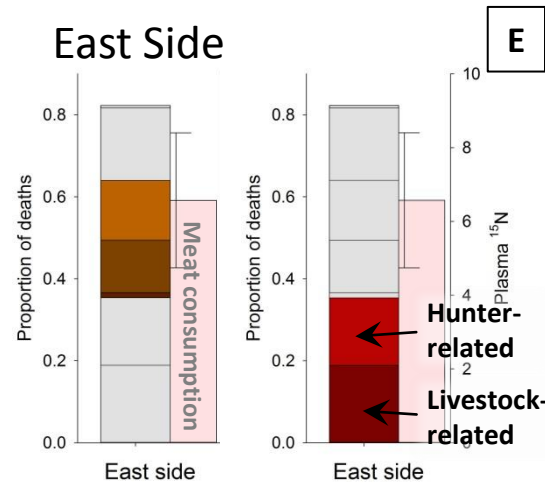 East Side
E
Proportion of deaths
0.8
0.6
0.4
0.2
0.0
Meat consumption
East side
Proportion of deaths
0.8
0.6
0.4
0.2
0.0
10
8
6
4
2
0
Plasma ¹⁵N
Hunter-
related
Livestock-
related
East side